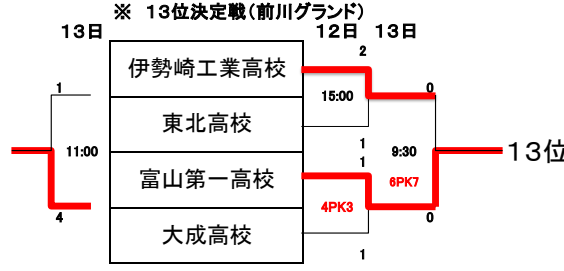 ※ 13位決定戦(前川グランド)
13日 12日 13日
2
伊勢崎工業高校
1 0
15:00
東北高校
1
11:00 9:30 13位
1
富山第一高校
6PK7
4PK3
4 0
大成高校
1